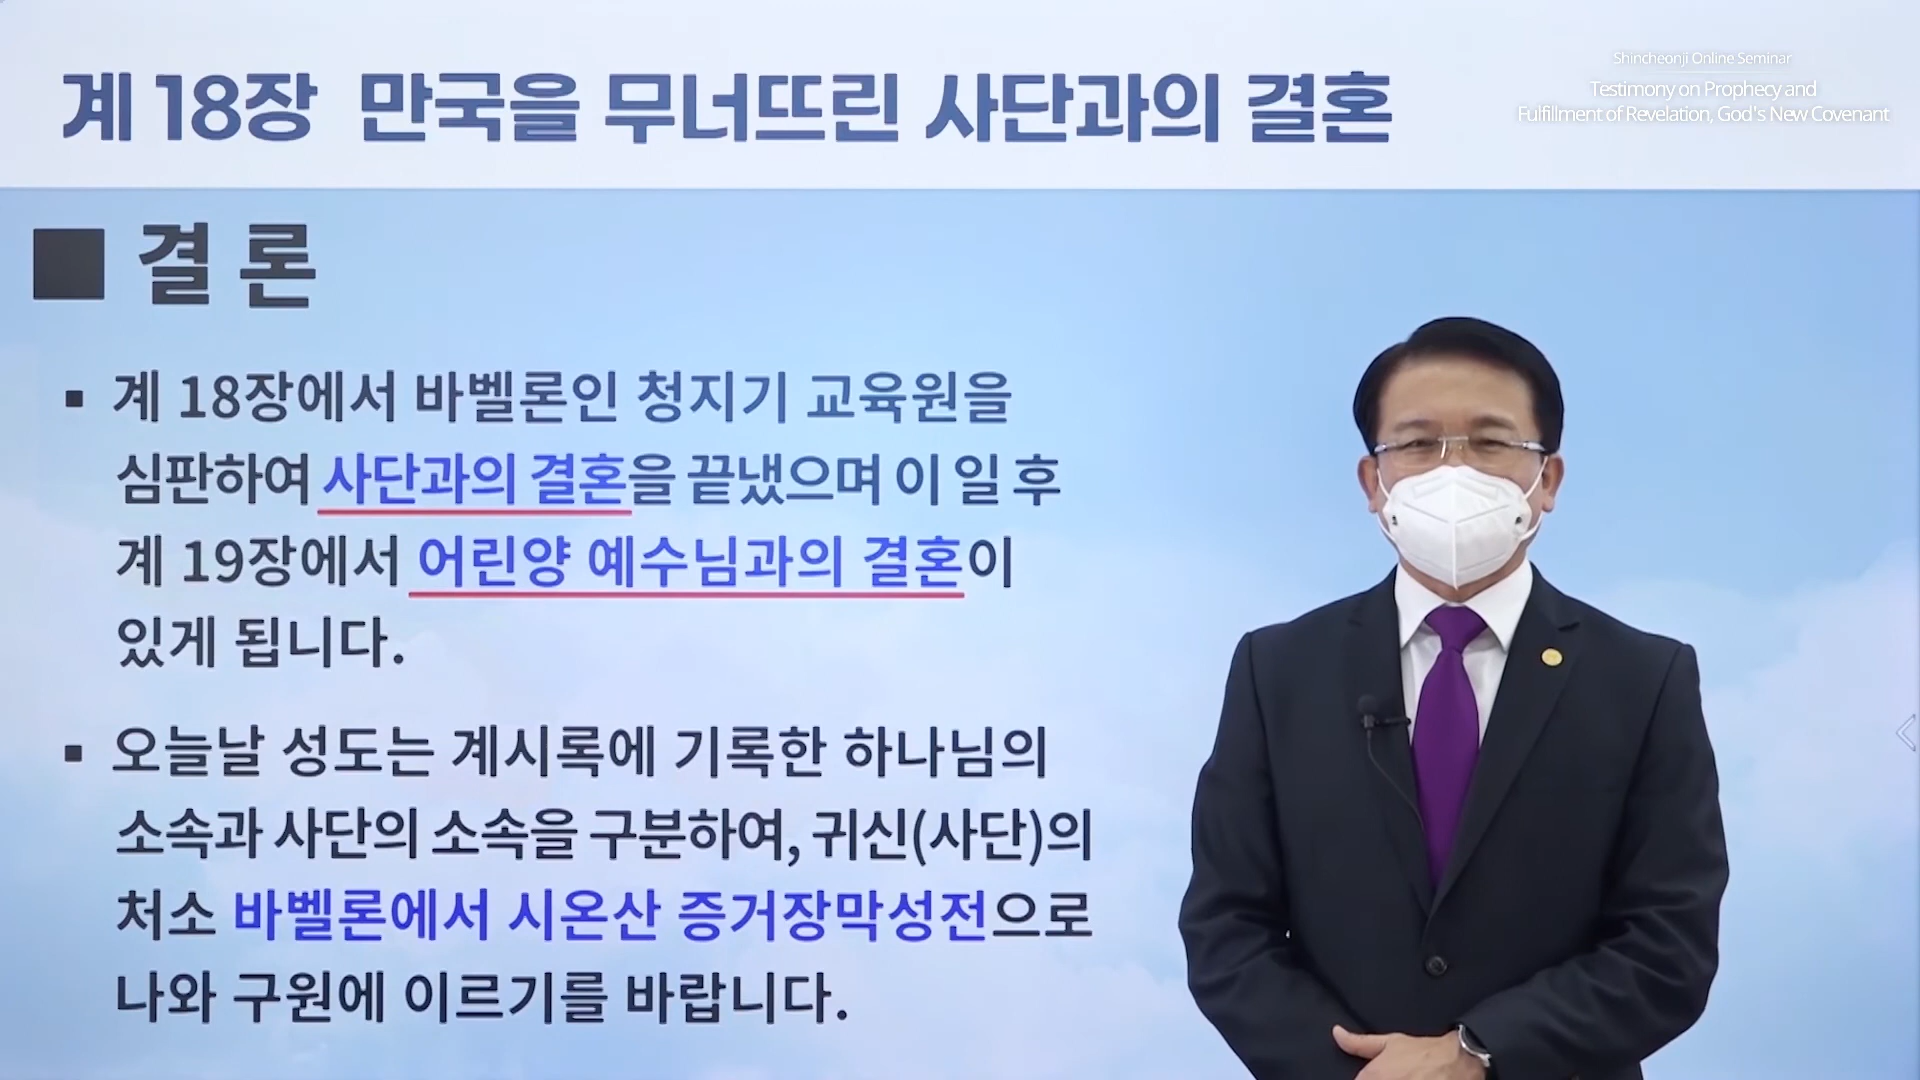 계 18장 만국을 무너뜨린 사단과의 결혼
Shincheonji Online Seminar
Testimony on Prophecy and
Fulfillment of Revelation, God's New Covenant
■ 결 론
▪ 계 18장에서 바벨론인 청지기 교육원을
심판하여 사단과의 결혼을 끝냈으며 이 일 후
계 19장에서 어린양 예수님과의 결혼이
있게 됩니다.
▪ 오늘날 성도는 계시록에 기록한 하나님의
소속과 사단의 소속을 구분하여, 귀신(사단)의
처소 바벨론에서 시온산 증거장막성전으로
나와 구원에 이르기를 바랍니다.